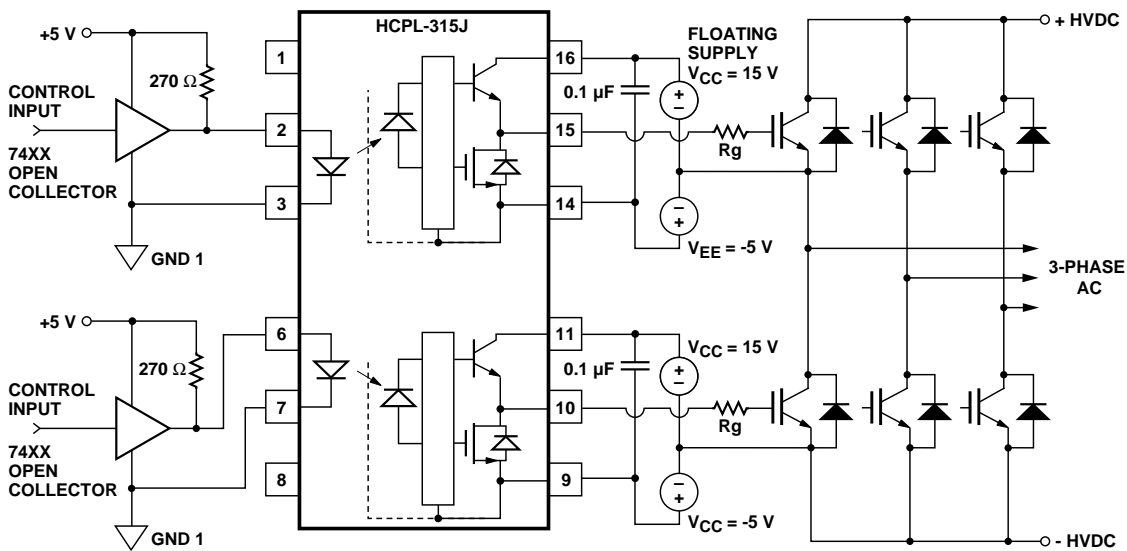 HCPL-315J
+5 V
270 Ω
CONTROL
INPUT
74XX
OPEN
COLLECTOR
GND 1
1
2
3
16
15
14
0.1 µF
FLOATING
SUPPLY
VCC = 15 V
Rg
VEE = -5 V
+ HVDC
3-PHASE
AC
+5 V
270 Ω
CONTROL
INPUT
74XX
OPEN
COLLECTOR
GND 1
6
7
8
11
10
9
0.1 µF
VCC = 15 V
Rg
VCC = -5 V
- HVDC